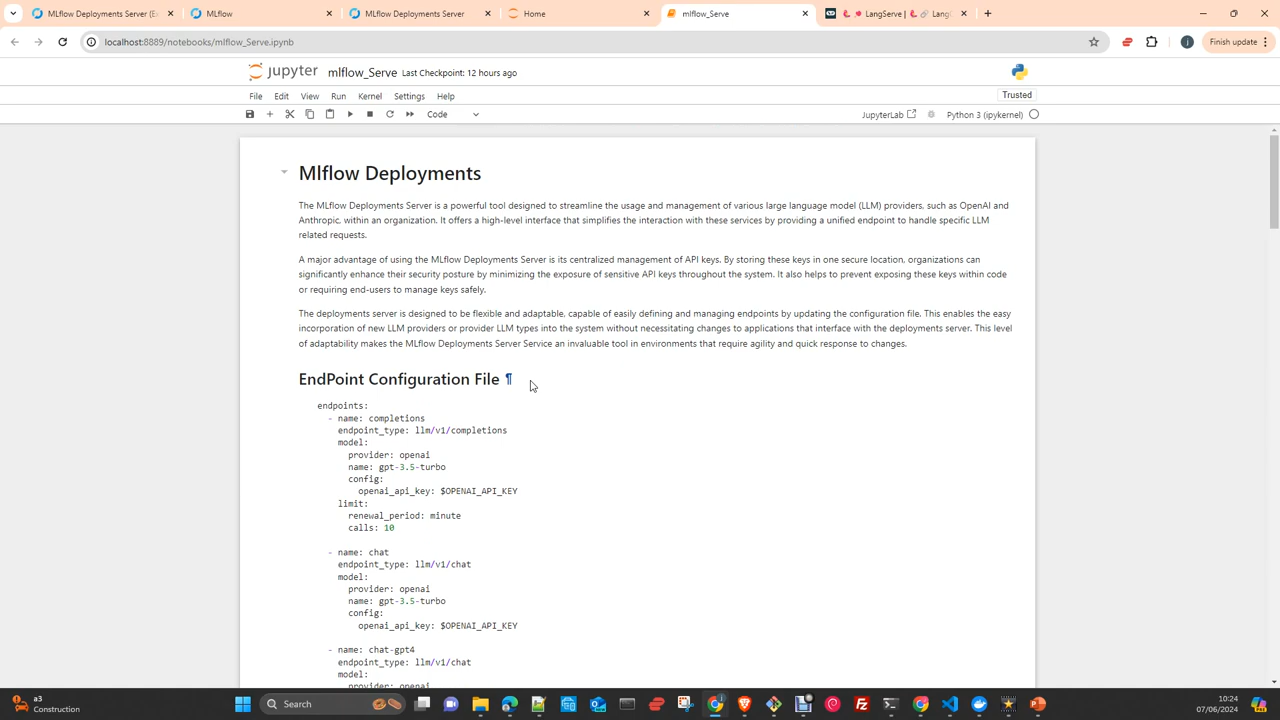 MLflow Deployments Server (E
MLflow
MLflow Deployments Server
Home
mlflow_Serve
LangServe | Lang
localhost:8889/notebooks/mlflow_Serve.ipynb
Finish update
jupyter mlflow_Serve Last Checkpoint: 12 hours ago
File Edit View Run Kernel Settings Help
Trusted
Code
JupyterLab
Python 3 (ipykernel)
Mlflow Deployments
The MLflow Deployments Server is a powerful tool designed to streamline the usage and management of various large language model (LLM) providers, such as OpenAI and
Anthropic, within an organization. It offers a high-level interface that simplifies the interaction with these services by providing a unified endpoint to handle specific LLM
related requests.
A major advantage of using the MLflow Deployments Server is its centralized management of API keys. By storing these keys in one secure location, organizations can
significantly enhance their security posture by minimizing the exposure of sensitive API keys throughout the system. It also helps to prevent exposing these keys within code
or requiring end-users to manage keys safely.
The deployments server is designed to be flexible and adaptable, capable of easily defining and managing endpoints by updating the configuration file. This enables the easy
incorporation of new LLM providers or provider LLM types into the system without necessitating changes to applications that interface with the deployments server. This level
of adaptability makes the MLflow Deployments Server Service an invaluable tool in environments that require agility and quick response to changes.
EndPoint Configuration File ¶
endpoints:
- name: completions
endpoint_type: llm/v1/completions
model:
provider: openai
name: gpt-3.5-turbo
config:
openai_api_key: $OPENAI_API_KEY
limit:
renewal_period: minute
calls: 10
- name: chat
endpoint_type: llm/v1/chat
model:
provider: openai
name: gpt-3.5-turbo
config:
openai_api_key: $OPENAI_API_KEY
- name: chat-gpt4
endpoint_type: llm/v1/chat
model:
provider: openai
a3
Construction
Search
10:24
07/06/2024